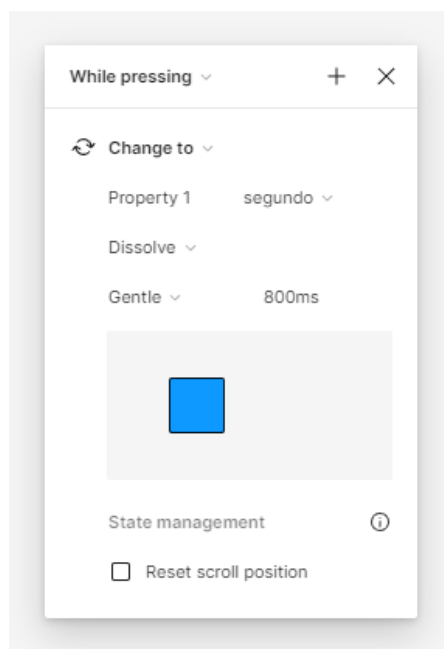 While pressing
Change to
Property 1 segundo
Dissolve
Gentle 800ms
State management
Reset scroll position